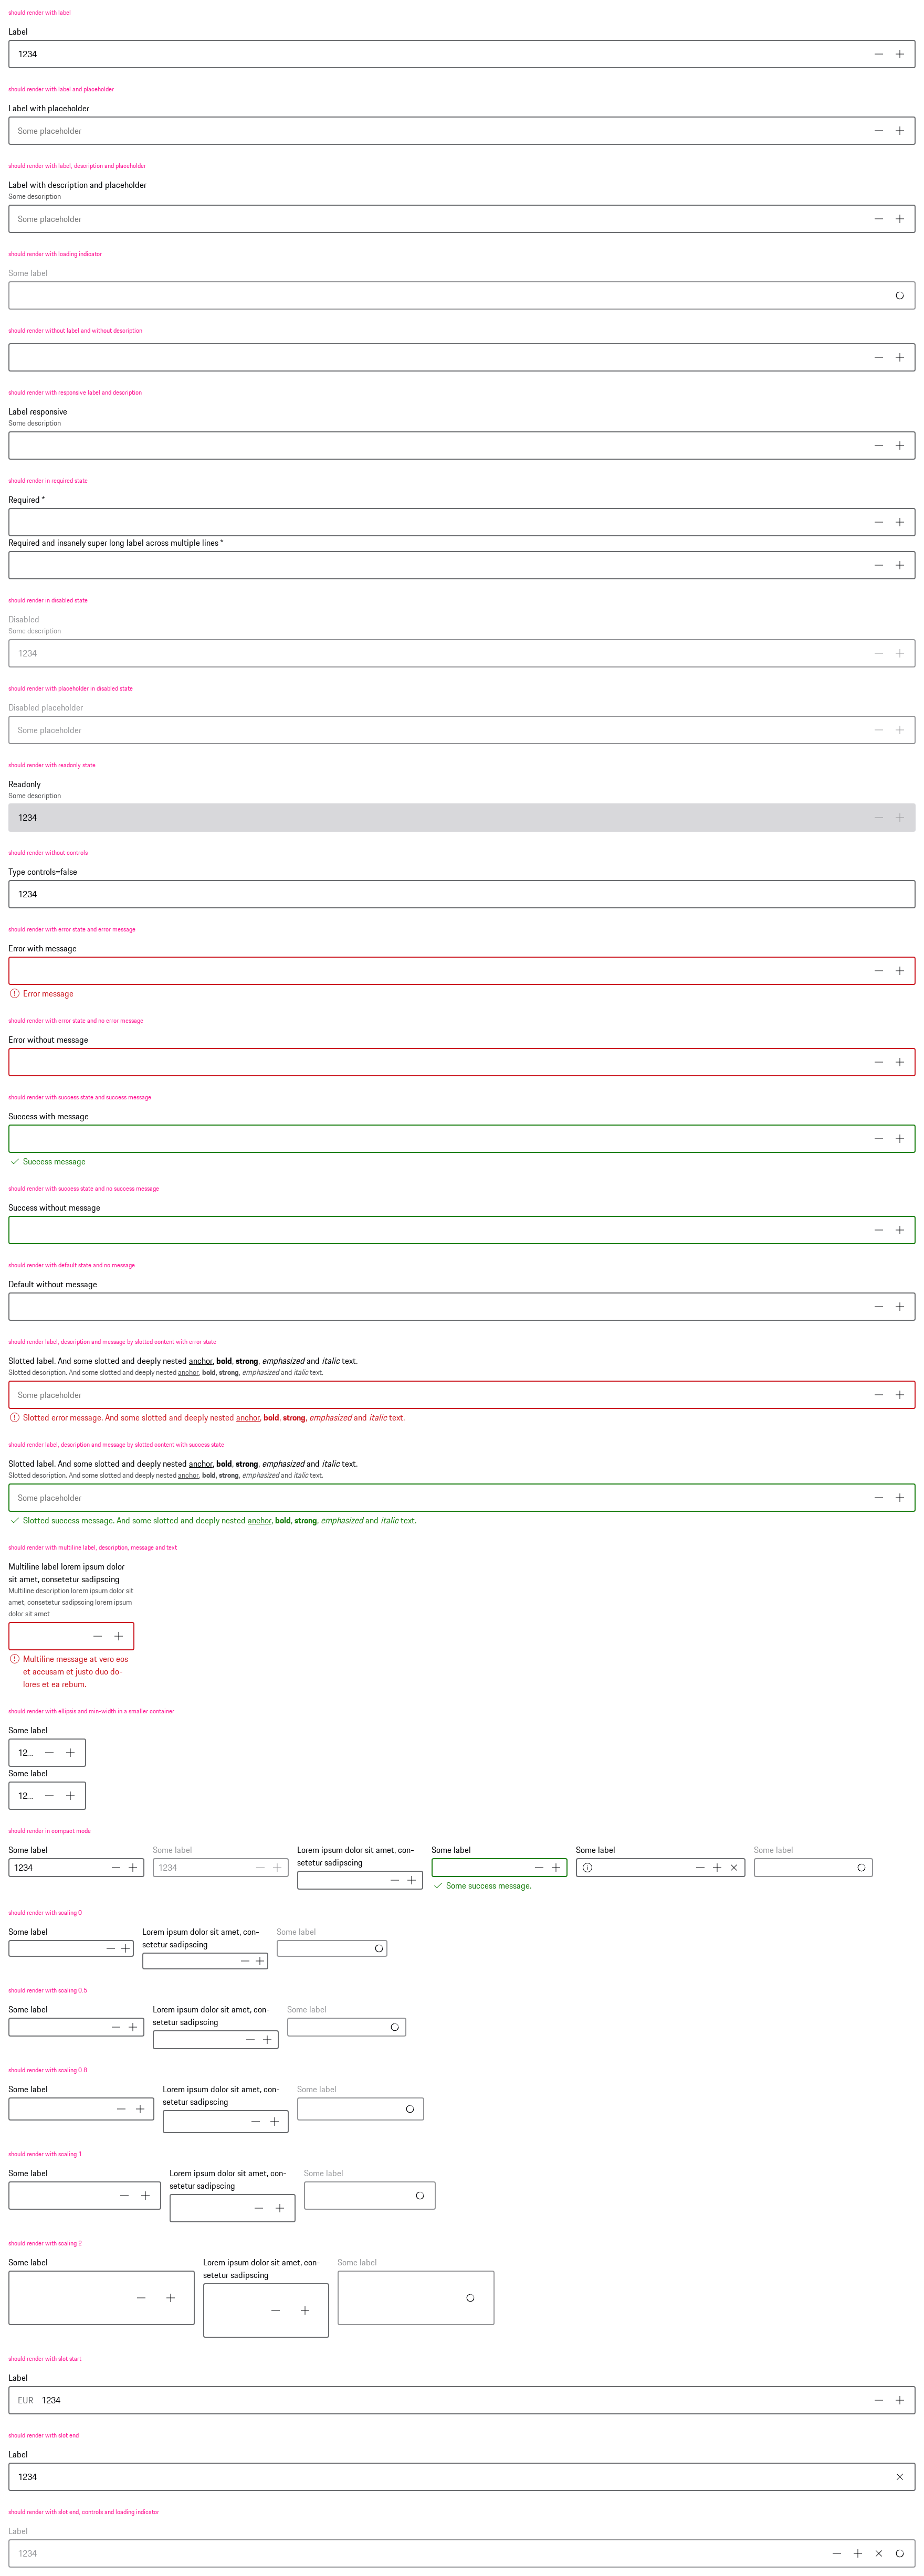 should render with label
Label
1234
should render with label and placeholder
Label with placeholder
Some placeholder
should render with label, description and placeholder
Label with description and placeholder
Some description
Some placeholder
should render with loading indicator
Some label
should render without label and without description
should render with responsive label and description
Label responsive
Some description
should render in required state
Required *
Required and insanely super long label across multiple lines *
should render in disabled state
Disabled
Some description
1234
should render with placeholder in disabled state
Disabled placeholder
Some placeholder
should render with readonly state
Readonly
Some description
1234
should render without controls
Type controls=false
1234
should render with error state and error message
Error with message
Error message
should render with error state and no error message
Error without message
should render with success state and success message
Success with message
Success message
should render with success state and no success message
Success without message
should render with default state and no message
Default without message
should render label, description and message by slotted content with error state
Slotted label. And some slotted and deeply nested anchor, bold, strong, emphasized and italic text.
Slotted description. And some slotted and deeply nested anchor, bold, strong, emphasized and italic text.
Some placeholder
Slotted error message. And some slotted and deeply nested anchor, bold, strong, emphasized and italic text.
should render label, description and message by slotted content with success state
Slotted label. And some slotted and deeply nested anchor, bold, strong, emphasized and italic text.
Slotted description. And some slotted and deeply nested anchor, bold, strong, emphasized and italic text.
Some placeholder
Slotted success message. And some slotted and deeply nested anchor, bold, strong, emphasized and italic text.
should render with multiline label, description, message and text
Multiline label lorem ipsum dolor
sit amet, consetetur sadipscing
Multiline description lorem ipsum dolor sit
amet, consetetur sadipscing lorem ipsum
dolor sit amet
Multiline message at vero eos
et accusam et justo duo do-
lores et ea rebum.
should render with ellipsis and min-width in a smaller container
Some label
12...
Some label
12...
should render in compact mode
Some label
1234
Some label
1234
Lorem ipsum dolor sit amet, con-
setetur sadipscing
Some label
Some success message.
Some label
Some label
should render with scaling 0
Some label
Lorem ipsum dolor sit amet, con-
setetur sadipscing
Some label
should render with scaling 0.5
Some label
Lorem ipsum dolor sit amet, con-
setetur sadipscing
Some label
should render with scaling 0.8
Some label
Lorem ipsum dolor sit amet, con-
setetur sadipscing
Some label
should render with scaling 1
Some label
Lorem ipsum dolor sit amet, con-
setetur sadipscing
Some label
should render with scaling 2
Some label
Lorem ipsum dolor sit amet, con-
setetur sadipscing
Some label
should render with slot start
Label
EUR 1234
should render with slot end
Label
1234
should render with slot end, controls and loading indicator
Label
1234